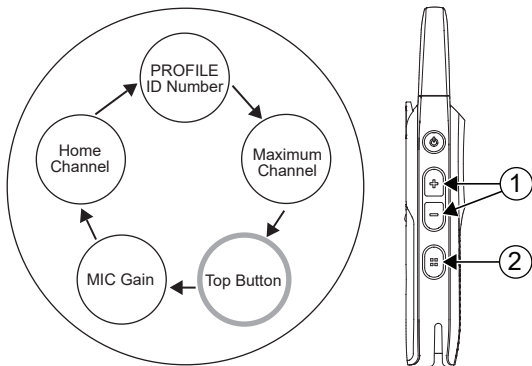 PROFILE
ID Number
Home
Channel
Maximum
Channel
MIC Gain
Top Button
1
2